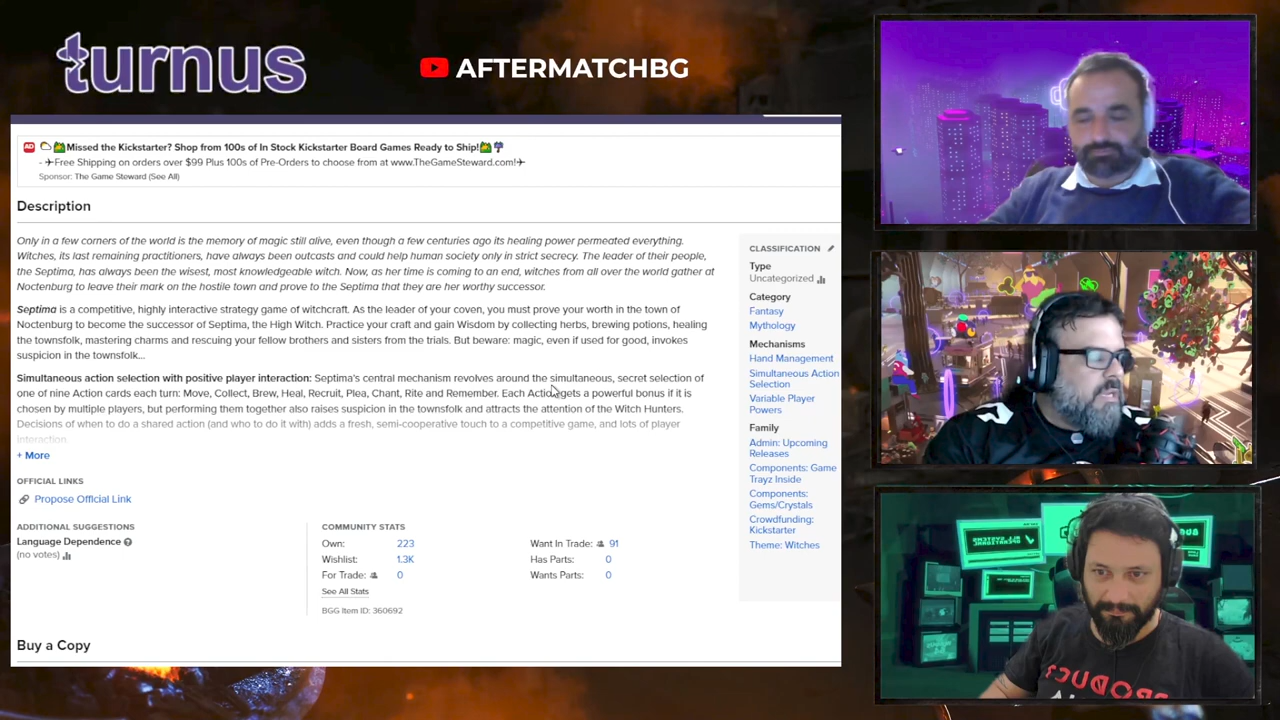 turnus
AFTERMATCHBG
AD Missed the Kickstarter? Shop from 100s of In Stock Kickstarter Board Games Ready to Ship!
- ✈Free Shipping on orders over $99 Plus 100s of Pre-Orders to choose from at www.TheGameSteward.com!✈
Sponsor: The Game Steward (See All)
Description
Only in a few corners of the world is the memory of magic still alive, even though a few centuries ago its healing power permeated everything.
Witches, its last remaining practitioners, have always been outcasts and could help human society only in strict secrecy. The leader of their people,
the Septima, has always been the wisest, most knowledgeable witch. Now, as her time is coming to an end, witches from all over the world gather at
Noctenburg to leave their mark on the hostile town and prove to the Septima that they are her worthy successor.
Septima is a competitive, highly interactive strategy game of witchcraft. As the leader of your coven, you must prove your worth in the town of
Noctenburg to become the successor of Septima, the High Witch. Practice your craft and gain Wisdom by collecting herbs, brewing potions, healing
the townsfolk, mastering charms and rescuing your fellow brothers and sisters from the trials. But beware: magic, even if used for good, invokes
suspicion in the townsfolk...
Simultaneous action selection with positive player interaction: Septima's central mechanism revolves around the simultaneous, secret selection of
one of nine Action cards each turn: Move, Collect, Brew, Heal, Recruit, Plea, Chant, Rite and Remember. Each Action gets a powerful bonus if it is
chosen by multiple players, but performing them together also raises suspicion in the townsfolk and attracts the attention of the Witch Hunters.
Decisions of when to do a shared action (and who to do it with) adds a fresh, semi-cooperative touch to a competitive game, and lots of player
interaction.
+ More
OFFICIAL LINKS
Propose Official Link
ADDITIONAL SUGGESTIONS
Language Dependence
(no votes)
COMMUNITY STATS
Own: 223
Wishlist: 1.3K
For Trade: 0
See All Stats
BGG Item ID: 360692
Want In Trade: 91
Has Parts: 0
Wants Parts: 0
Buy a Copy
CLASSIFICATION
Type
Uncategorized
Category
Fantasy
Mythology
Mechanisms
Hand Management
Simultaneous Action
Selection
Variable Player
Powers
Family
Admin: Upcoming
Releases
Components: Game
Trayz Inside
Components:
Gems/Crystals
Crowdfunding:
Kickstarter
Theme: Witches